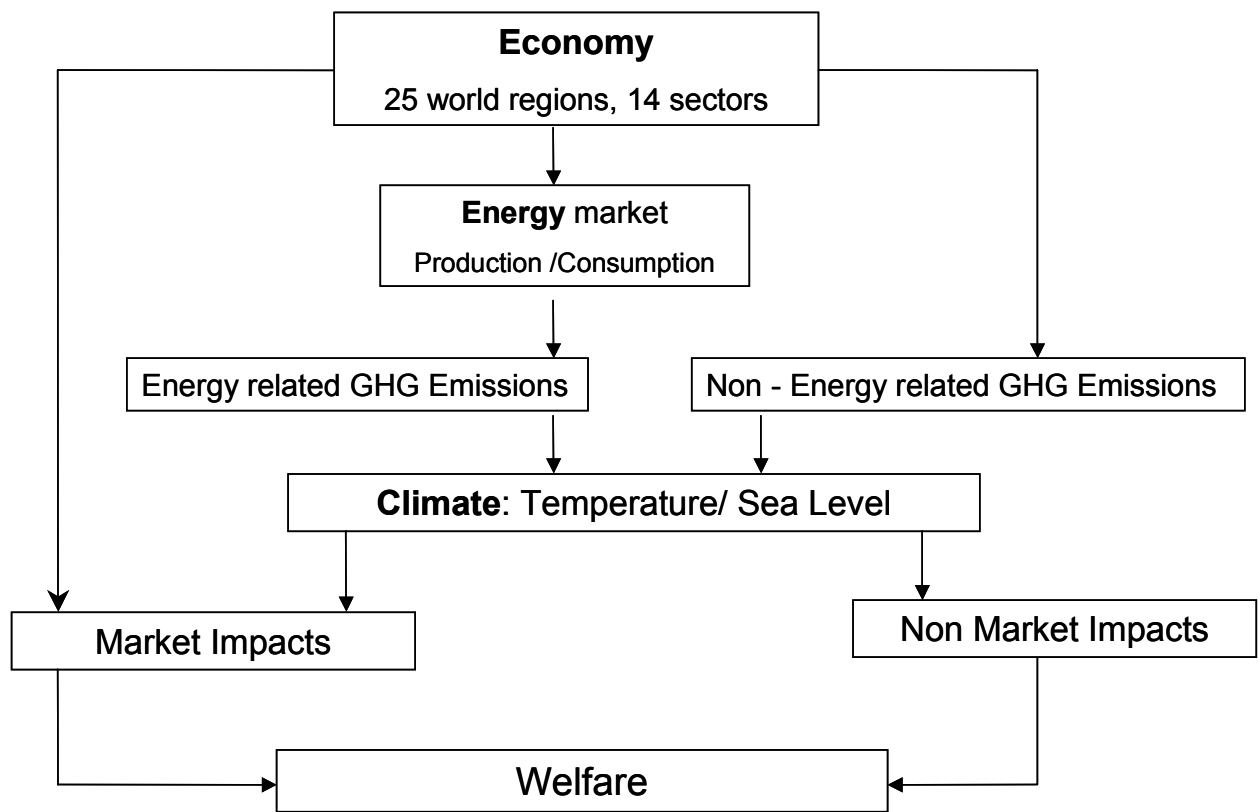 Economy
25 world regions, 14 sectors
Energy market
Production /Consumption
Energy related GHG Emissions
Non - Energy related GHG Emissions
Climate: Temperature/ Sea Level
Market Impacts
Non Market Impacts
Welfare